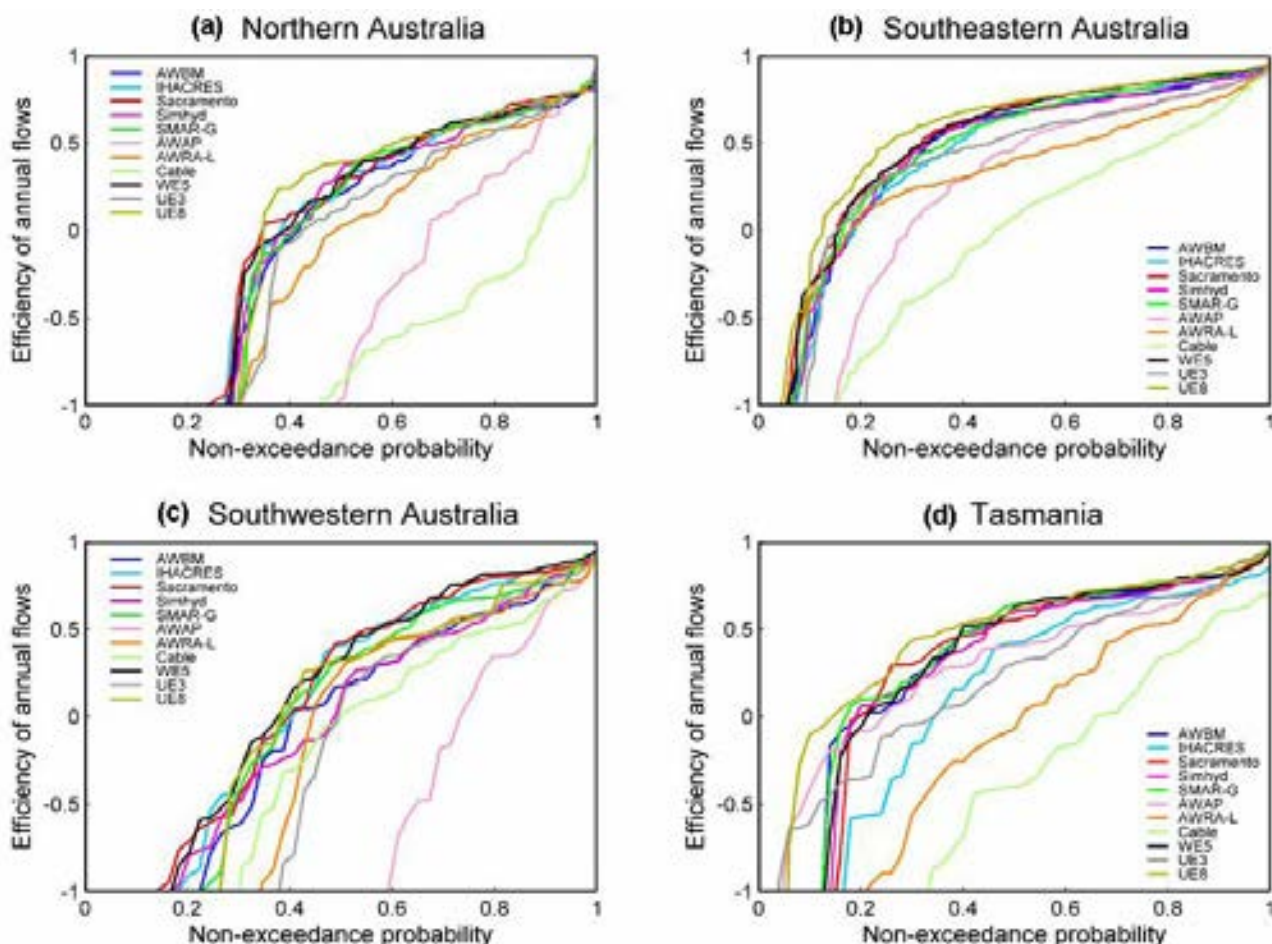 (a) Northern Australia
Efficiency of annual flows
1
0.5
0
-0.5
-1
AWBM
IHACRES
Sacramento
Simhyd
SMAR-G
AWAP
AWRA-L
Cable
WE5
UE3
UE8
0 0.2 0.4 0.6 0.8 1
Non-exceedance probability
(b) Southeastern Australia
Efficiency of annual flows
1
0.5
0
-0.5
-1
AWBM
IHACRES
Sacramento
Simhyd
SMAR-G
AWAP
AWRA-L
Cable
WE5
UE3
UE8
0 0.2 0.4 0.6 0.8 1
Non-exceedance probability
(c) Southwestern Australia
Efficiency of annual flows
1
0.5
0
-0.5
-1
AWBM
IHACRES
Sacramento
Simhyd
SMAR-G
AWAP
AWRA-L
Cable
WE5
UE3
UE8
0 0.2 0.4 0.6 0.8 1
Non-exceedance probability
(d) Tasmania
Efficiency of annual flows
1
0.5
0
-0.5
-1
AWBM
IHACRES
Sacramento
Simhyd
SMAR-G
AWAP
AWRA-L
Cable
WE5
UE3
UE8
0 0.2 0.4 0.6 0.8 1
Non-exceedance probability